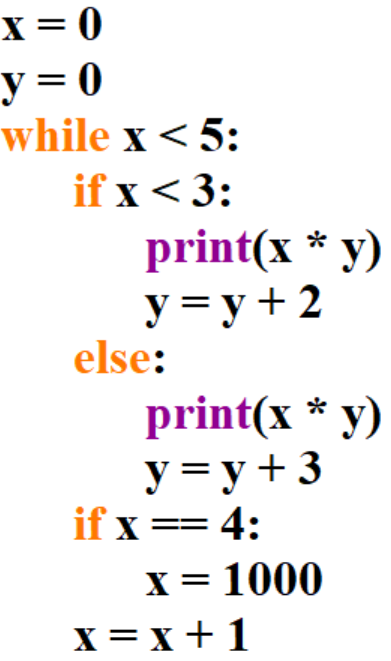 x = 0
y = 0
while x < 5:
    if x < 3:
        print(x * y)
        y = y + 2
    else:
        print(x * y)
        y = y + 3
    if x == 4:
        x = 1000
    x = x + 1